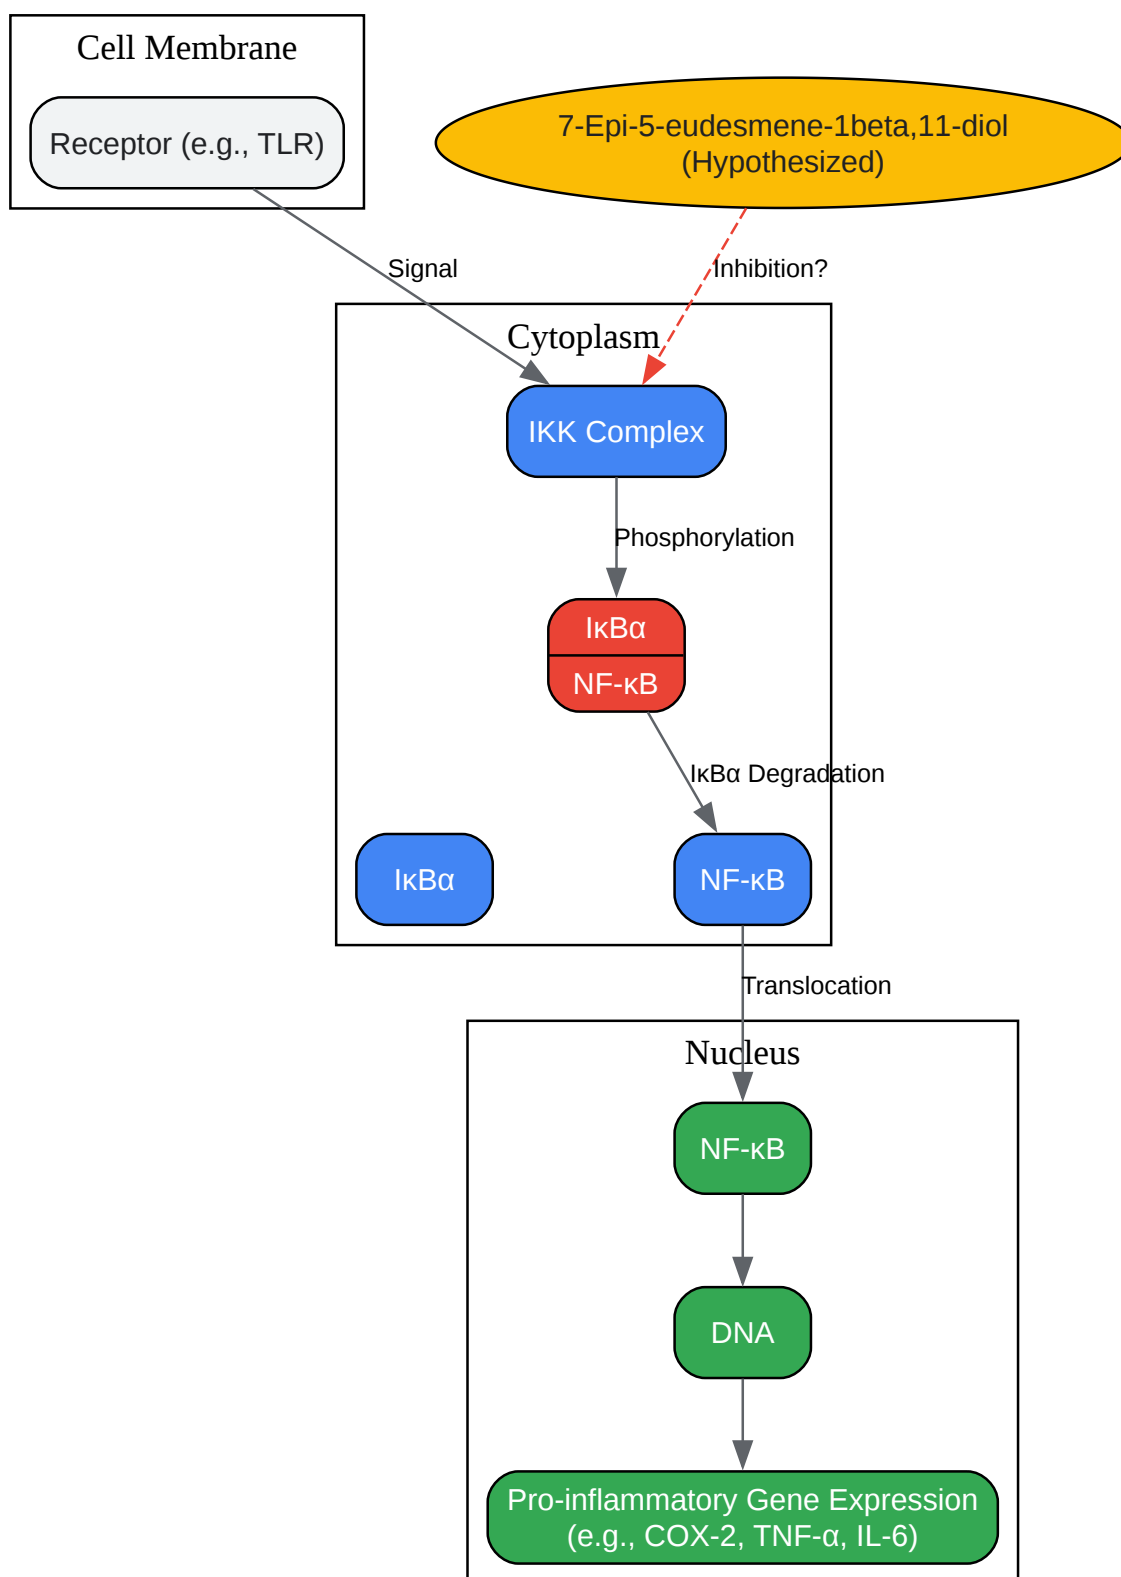 Cell Membrane
Receptor (e.g., TLR)
7-Epi-5-eudesmene-1beta,11-diol
(Hypothesized)
Signal
Inhibition?
Cytoplasm
IKK Complex
Phosphorylation
IκBα
NF-κB
IκBα Degradation
IκBα
NF-κB
Translocation
Nucleus
NF-κB
DNA
Pro-inflammatory Gene Expression
(e.g., COX-2, TNF-α, IL-6)